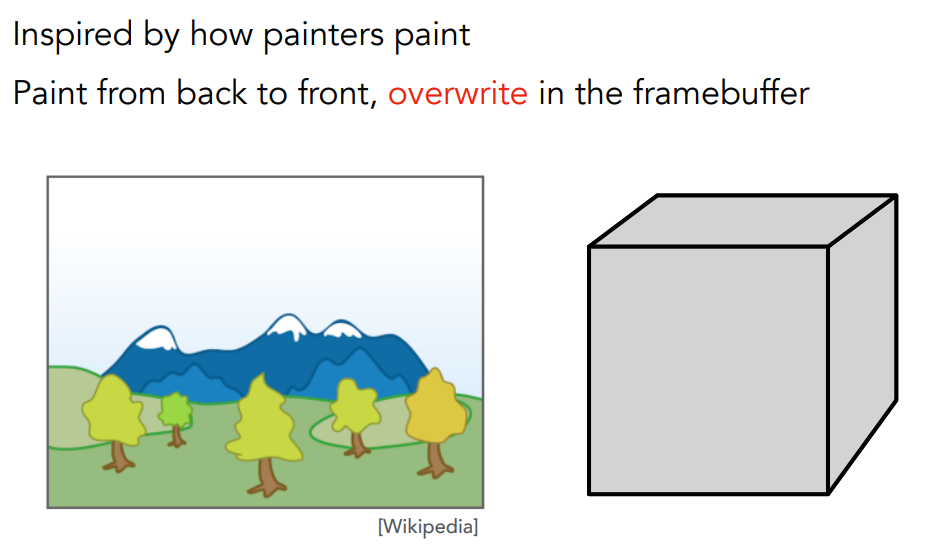 Inspired by how painters paint
Paint from back to front, overwrite in the framebuffer
[Wikipedia]